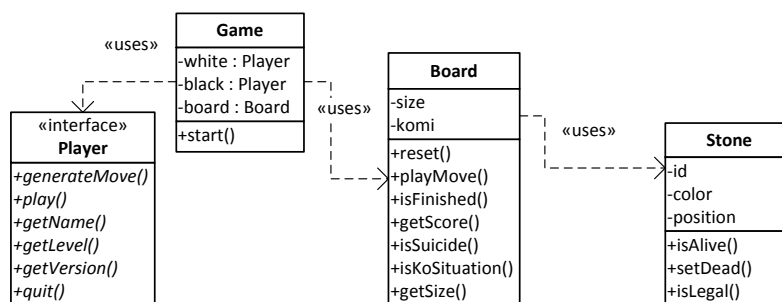 Game
-white : Player
-black : Player
-board : Board
+start()
«uses»
«interface»
Player
+generateMove()
+play()
+getName()
+getLevel()
+getVersion()
+quit()
«uses»
Board
-size
-komi
+reset()
+playMove()
+isFinished()
+getScore()
+isSuicide()
+isKoSituation()
+getSize()
«uses»
Stone
-id
-color
-position
+isAlive()
+setDead()
+isLegal()